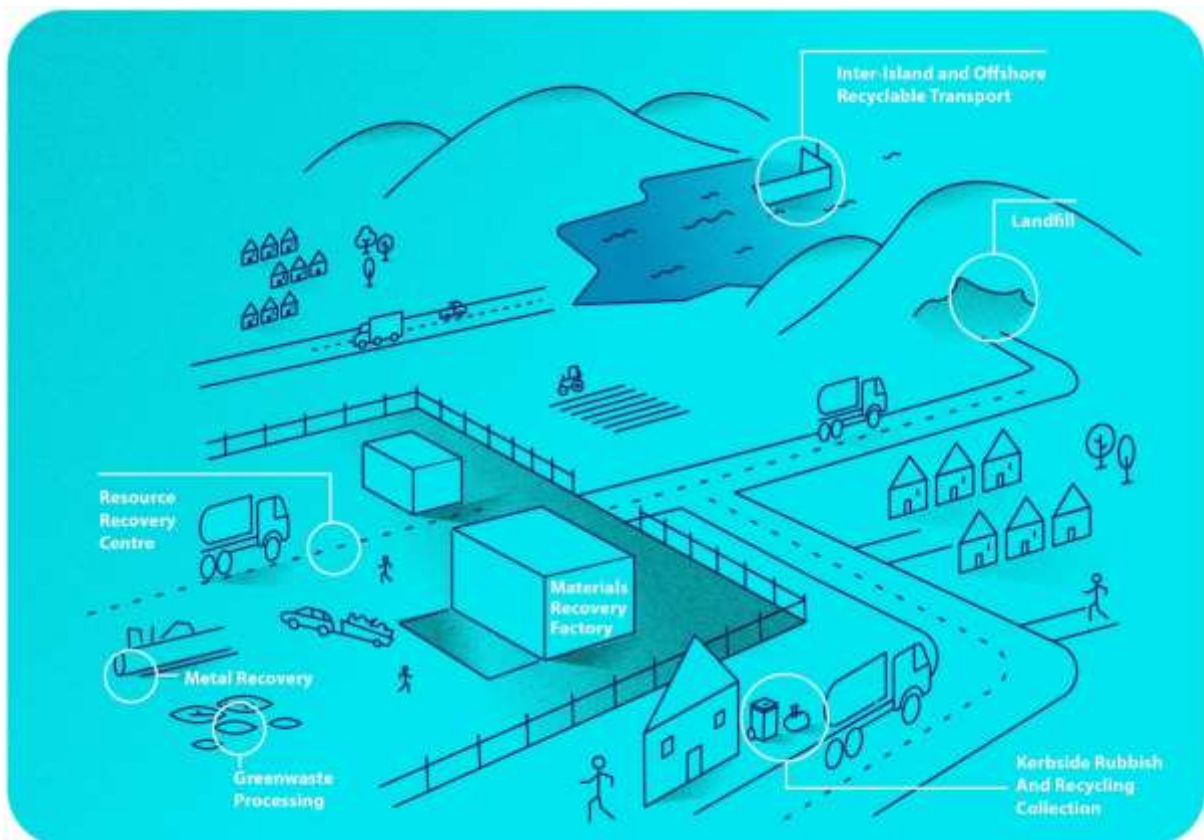 Inter-Island and Offshore
Recyclable Transport
Landfill
Resource
Recovery
Centre
Materials
Recovery
Factory
Metal Recovery
Greenwaste
Processing
Kerbside Rubbish
And Recycling
Collection